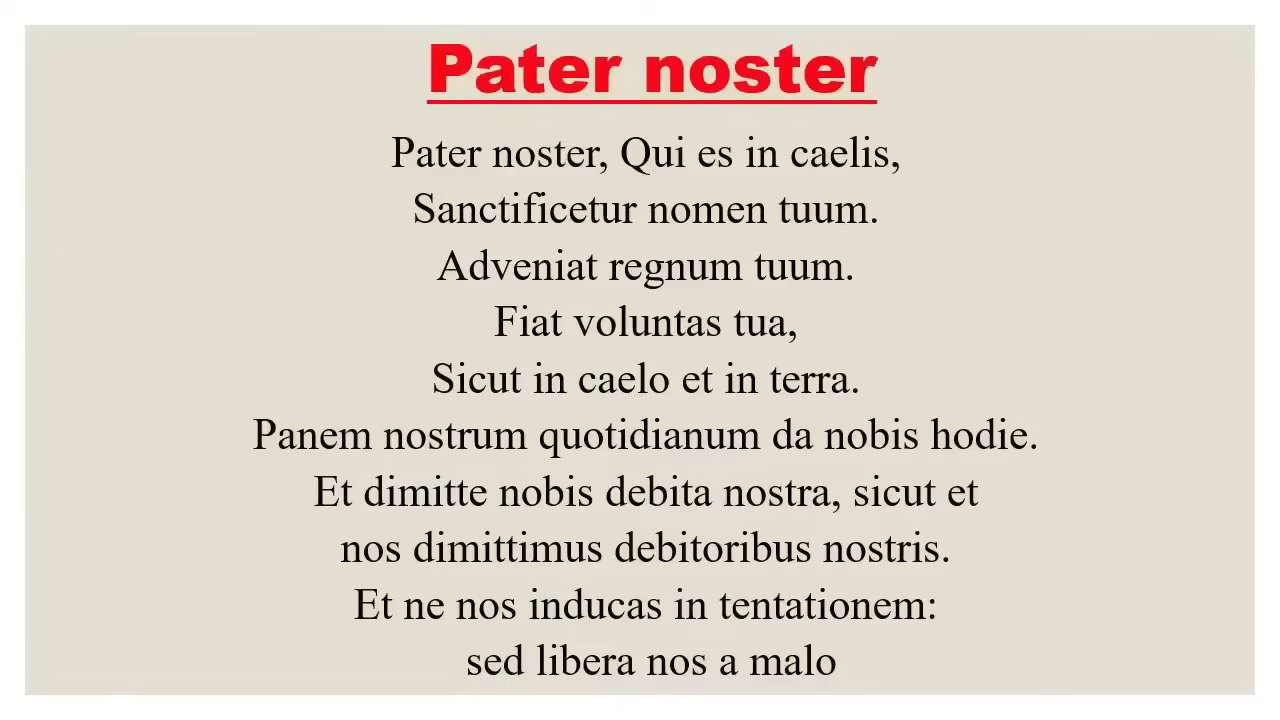 Pater noster
Pater noster, Qui es in caelis,
Sanctificetur nomen tuum.
Adveniat regnum tuum.
Fiat voluntas tua,
Sicut in caelo et in terra.
Panem nostrum quotidianum da nobis hodie.
Et dimitte nobis debita nostra, sicut et
nos dimittimus debitoribus nostris.
Et ne nos inducas in tentationem:
sed libera nos a malo